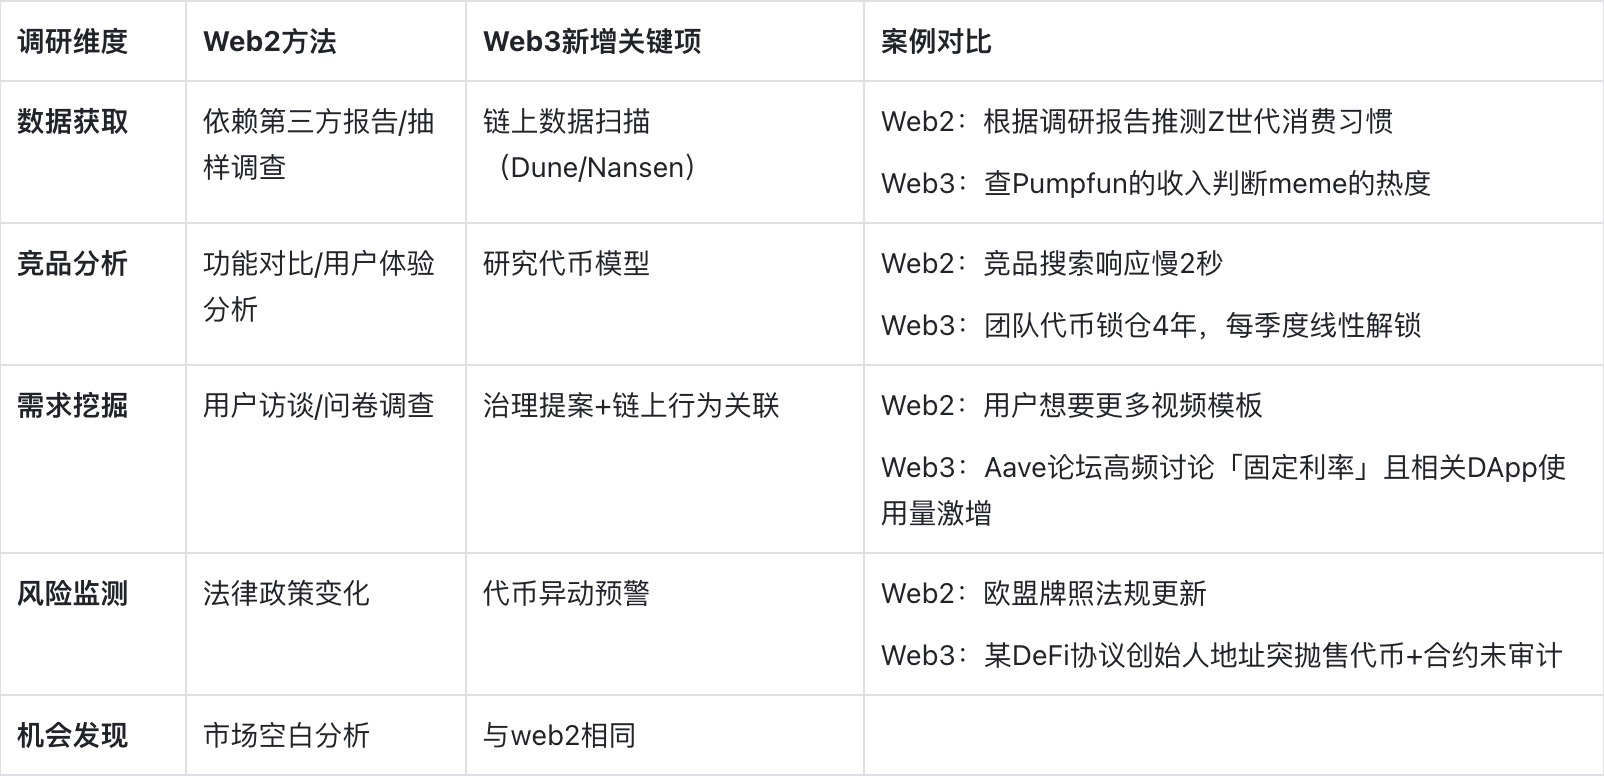 调研维度
Web2方法
Web3新增关键项
案例对比
数据获取
依赖第三方报告/抽
样调查
链上数据扫描
（Dune/Nansen）
Web2：根据调研报告推测Z世代消费习惯
Web3：查Pumpfun的收入判断meme的热度
竞品分析
功能对比/用户体验
分析
研究代币模型
Web2：竞品搜索响应慢2秒
Web3：团队代币锁仓4年，每季度线性解锁
需求挖掘
用户访谈/问卷调查
治理提案+链上行为关联
Web2：用户想要更多视频模板
Web3：Aave论坛高频讨论「固定利率」且相关DApp使
用量激增
风险监测
法律政策变化
代币异动预警
Web2：欧盟牌照法规更新
Web3：某DeFi协议创始人地址突抛售代币+合约未审计
机会发现
市场空白分析
与web2相同